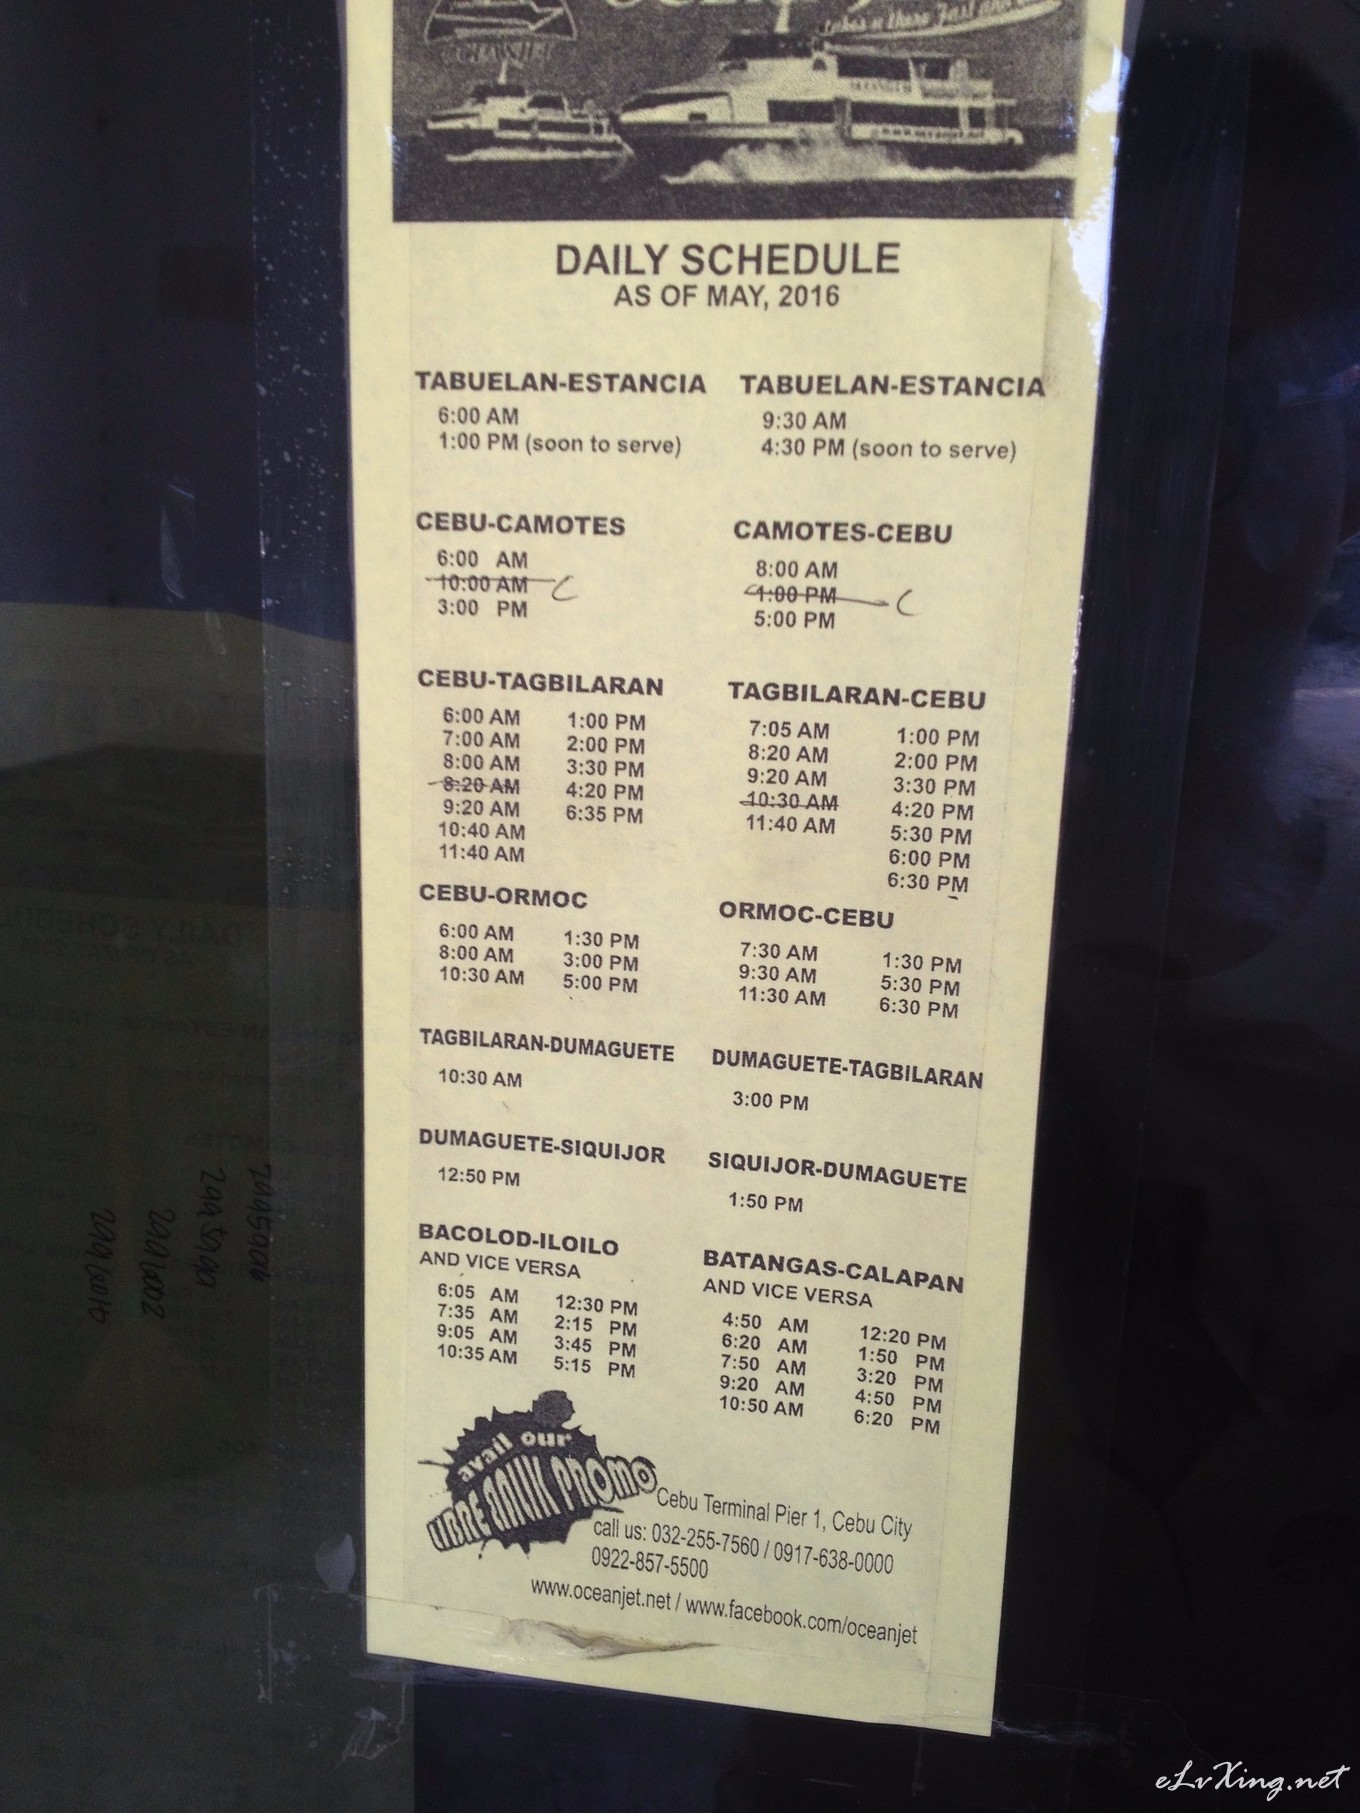 DAILY SCHEDULE
AS OF MAY, 2016
TABUELAN-ESTANCIA
6:00 AM
1:00 PM (soon to serve)
TABUELAN-ESTANCIA
9:30 AM
4:30 PM (soon to serve)
CEBU-CAMOTES
6:00 AM
10:00 AM C
3:00 PM
CAMOTES-CEBU
8:00 AM
1:00 PM C
5:00 PM
CEBU-TAGBILARAN
6:00 AM 1:00 PM
7:00 AM 2:00 PM
8:00 AM 3:30 PM
8:20 AM 4:20 PM
9:20 AM 6:35 PM
10:40 AM
11:40 AM
TAGBILARAN-CEBU
7:05 AM 1:00 PM
8:20 AM 2:00 PM
9:20 AM 3:30 PM
10:30 AM 4:20 PM
11:40 AM 5:30 PM
6:00 PM
6:30 PM
CEBU-ORMOC
6:00 AM 1:30 PM
8:00 AM 3:00 PM
10:30 AM 5:00 PM
ORMOC-CEBU
7:30 AM 1:30 PM
9:30 AM 5:30 PM
11:30 AM 6:30 PM
TAGBILARAN-DUMAGUETE
10:30 AM
DUMAGUETE-TAGBILARAN
3:00 PM
DUMAGUETE-SIQUIJOR
12:50 PM
SIQUIJOR-DUMAGUETE
1:50 PM
BACOLOD-ILOILO
AND VICE VERSA
6:05 AM 12:30 PM
7:35 AM 2:15 PM
9:05 AM 3:45 PM
10:35 AM 5:15 PM
BATANGAS-CALAPAN
AND VICE VERSA
4:50 AM 12:20 PM
6:20 AM 1:50 PM
7:50 AM 3:20 PM
9:20 AM 4:50 PM
10:50 AM 6:20 PM
avail our
LIBRE BALIK PROMO
Cebu Terminal Pier 1, Cebu City
call us: 032-255-7560 / 0917-638-0000
0922-857-5500
www.oceanjet.net / www.facebook.com/oceanjet
eLvXing.net